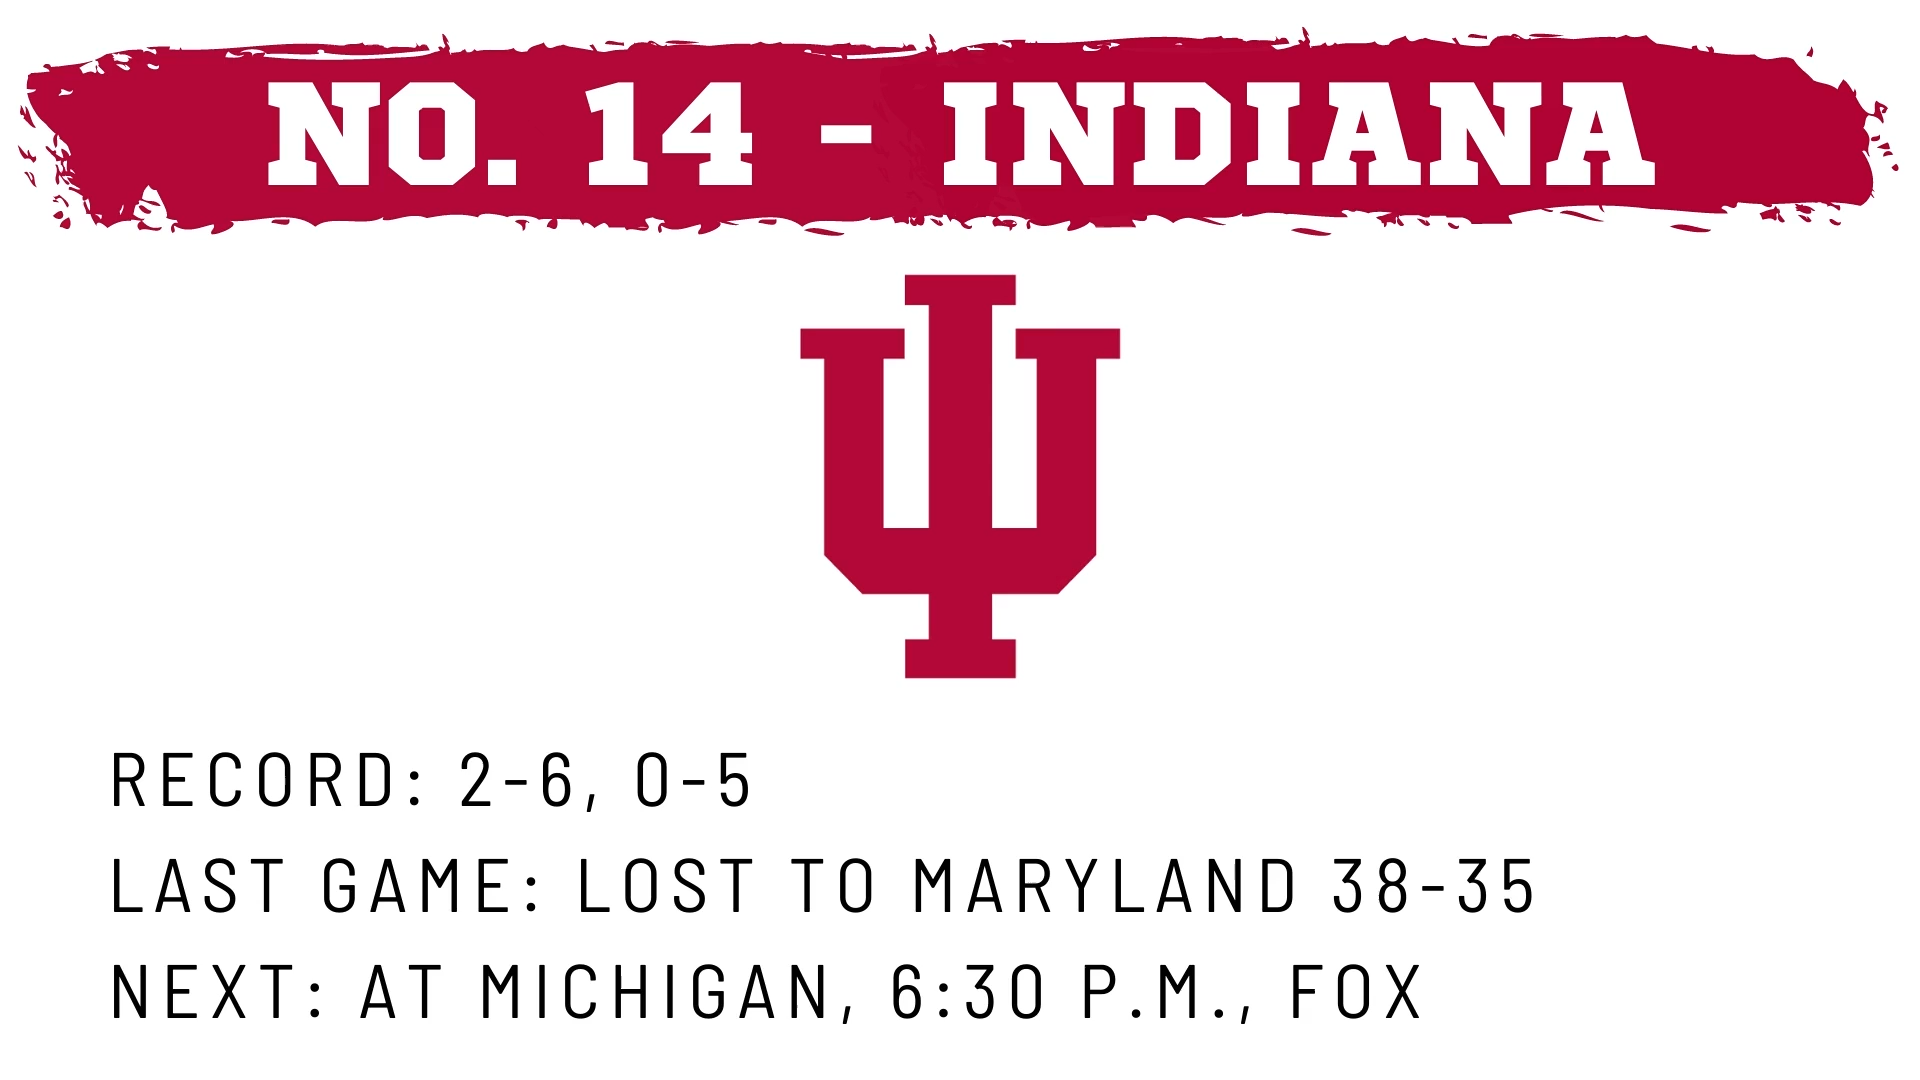 NO. 14 - INDIANA
IU
RECORD: 2-6, 0-5
LAST GAME: LOST TO MARYLAND 38-35
NEXT: AT MICHIGAN, 6:30 P.M., FOX